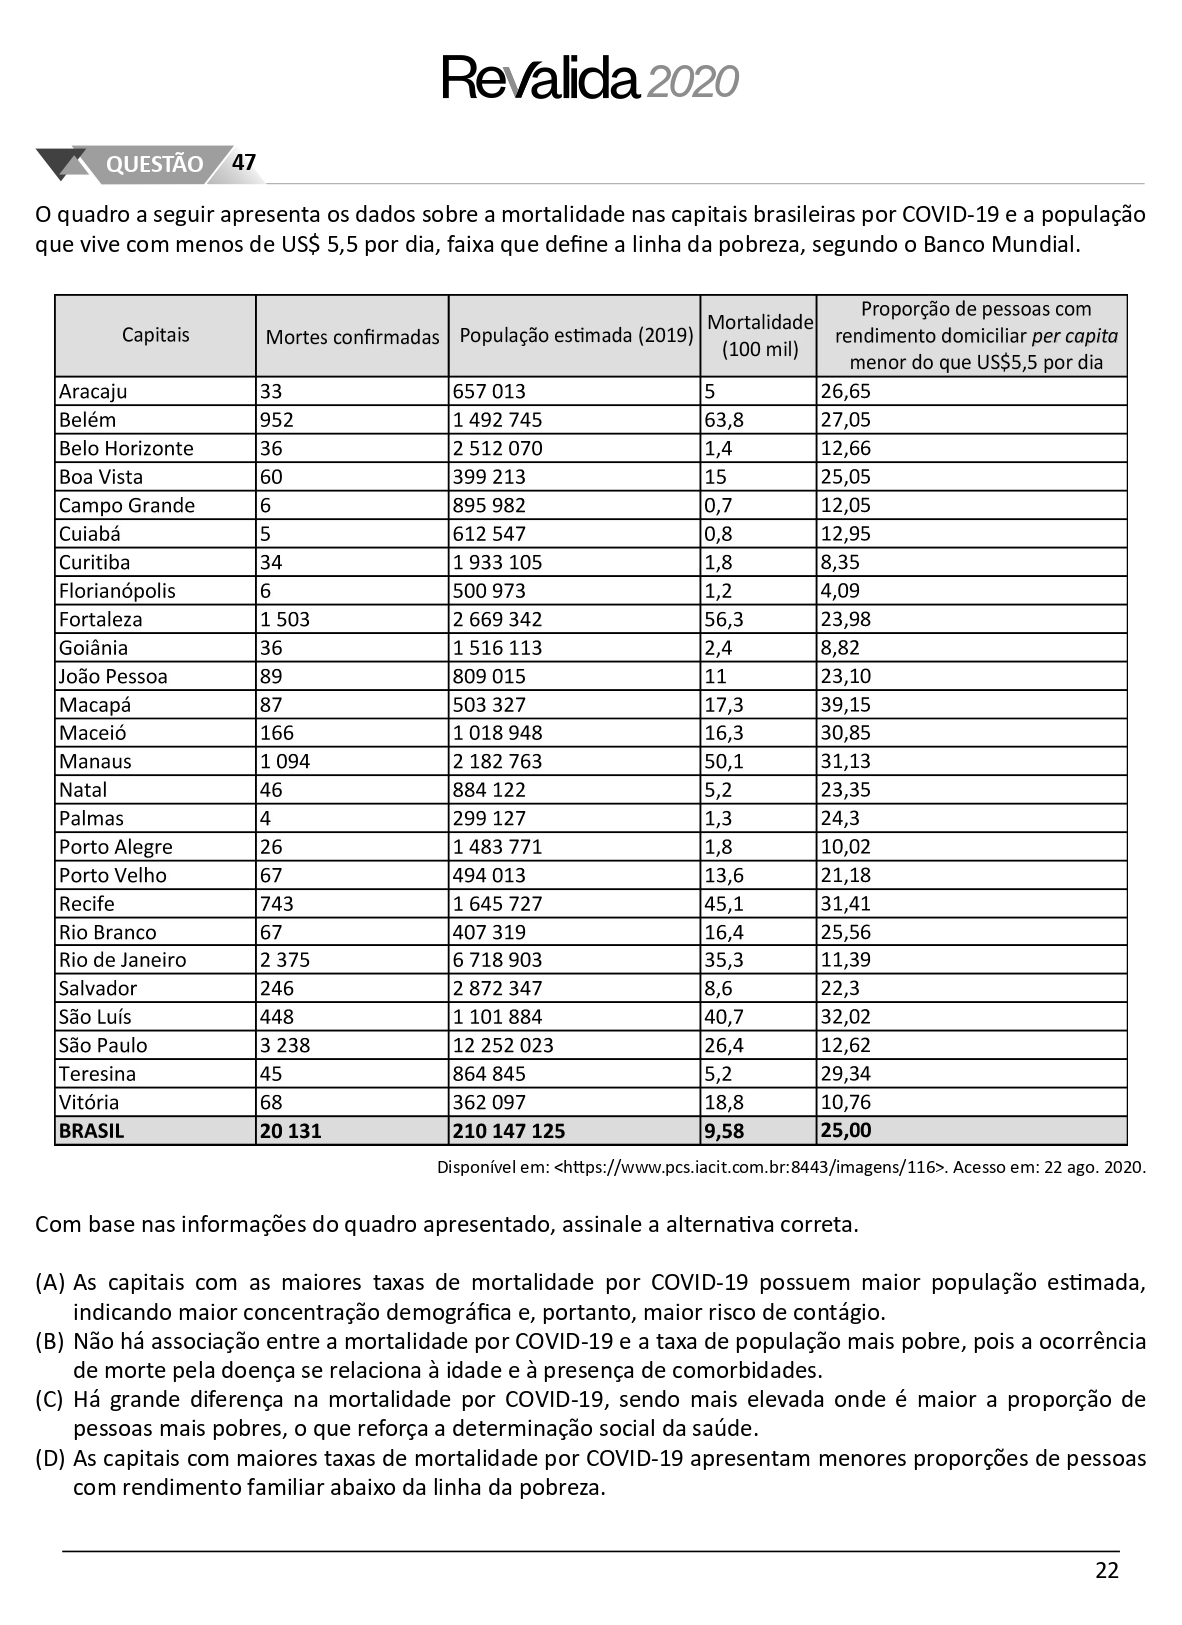 Revalida 2020
QUESTÃO 47
O quadro a seguir apresenta os dados sobre a mortalidade nas capitais brasileiras por COVID-19 e a população
que vive com menos de US$ 5,5 por dia, faixa que define a linha da pobreza, segundo o Banco Mundial.
Capitais Mortes confirmadas População estimada (2019) Mortalidade (100 mil) Proporção de pessoas com rendimento domiciliar per capita menor do que US$5,5 por dia
Aracaju 33 657 013 5 26,65
Belém 952 1 492 745 63,8 27,05
Belo Horizonte 36 2 512 070 1,4 12,66
Boa Vista 60 399 213 15 25,05
Campo Grande 6 895 982 0,7 12,05
Cuiabá 5 612 547 0,8 12,95
Curitiba 34 1 933 105 1,8 8,35
Florianópolis 6 500 973 1,2 4,09
Fortaleza 1 503 2 669 342 56,3 23,98
Goiânia 36 1 516 113 2,4 8,82
João Pessoa 89 809 015 11 23,10
Macapá 87 503 327 17,3 39,15
Maceió 166 1 018 948 16,3 30,85
Manaus 1 094 2 182 763 50,1 31,13
Natal 46 884 122 5,2 23,35
Palmas 4 299 127 1,3 24,3
Porto Alegre 26 1 483 771 1,8 10,02
Porto Velho 67 494 013 13,6 21,18
Recife 743 1 645 727 45,1 31,41
Rio Branco 67 407 319 16,4 25,56
Rio de Janeiro 2 375 6 718 903 35,3 11,39
Salvador 246 2 872 347 8,6 22,3
São Luís 448 1 101 884 40,7 32,02
São Paulo 3 238 12 252 023 26,4 12,62
Teresina 45 864 845 5,2 29,34
Vitória 68 362 097 18,8 10,76
BRASIL 20 131 210 147 125 9,58 25,00
Disponível em: <https://www.pcs.iacit.com.br:8443/imagens/116>. Acesso em: 22 ago. 2020.
Com base nas informações do quadro apresentado, assinale a alternativa correta.
(A) As capitais com as maiores taxas de mortalidade por COVID-19 possuem maior população estimada,
indicando maior concentração demográfica e, portanto, maior risco de contágio.
(B) Não há associação entre a mortalidade por COVID-19 e a taxa de população mais pobre, pois a ocorrência
de morte pela doença se relaciona à idade e à presença de comorbidades.
(C) Há grande diferença na mortalidade por COVID-19, sendo mais elevada onde é maior a proporção de
pessoas mais pobres, o que reforça a determinação social da saúde.
(D) As capitais com maiores taxas de mortalidade por COVID-19 apresentam menores proporções de pessoas
com rendimento familiar abaixo da linha da pobreza.
22